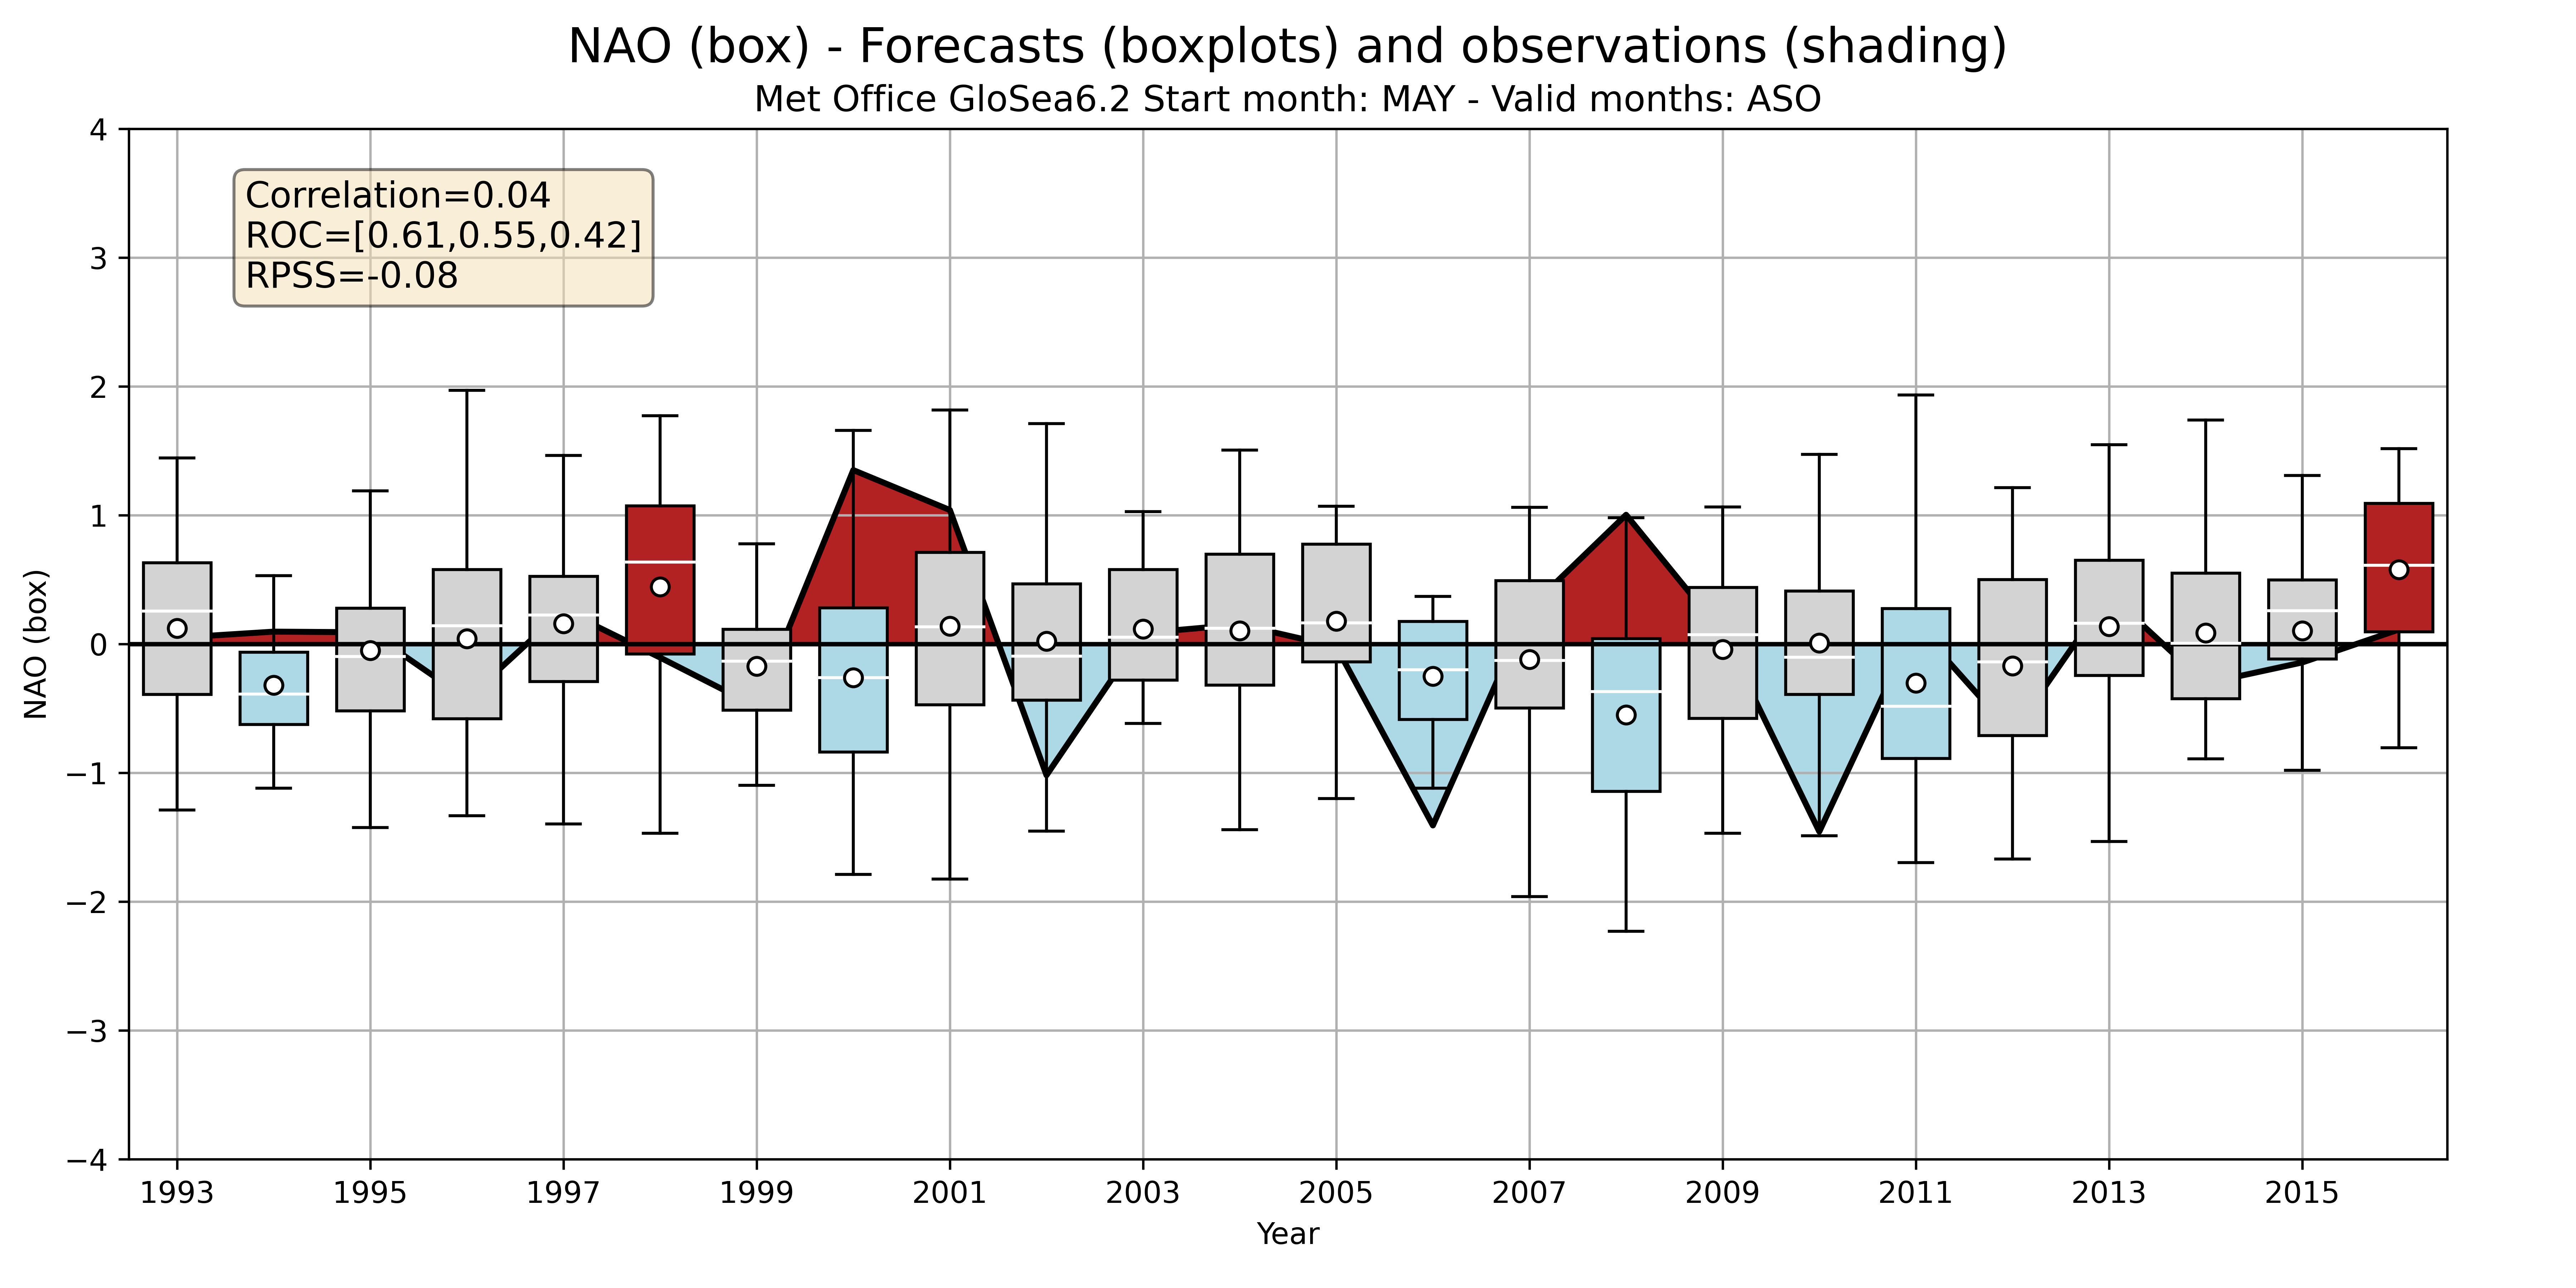 NAO (box) - Forecasts (boxplots) and observations (shading)
Met Office GloSea6.2 Start month: MAY - Valid months: ASO
Correlation=0.04
ROC=[0.61,0.55,0.42]
RPSS=-0.08
NAO (box)
4
3
2
1
0
−1
−2
−3
−4
1993 1995 1997 1999 2001 2003 2005 2007 2009 2011 2013 2015
Year